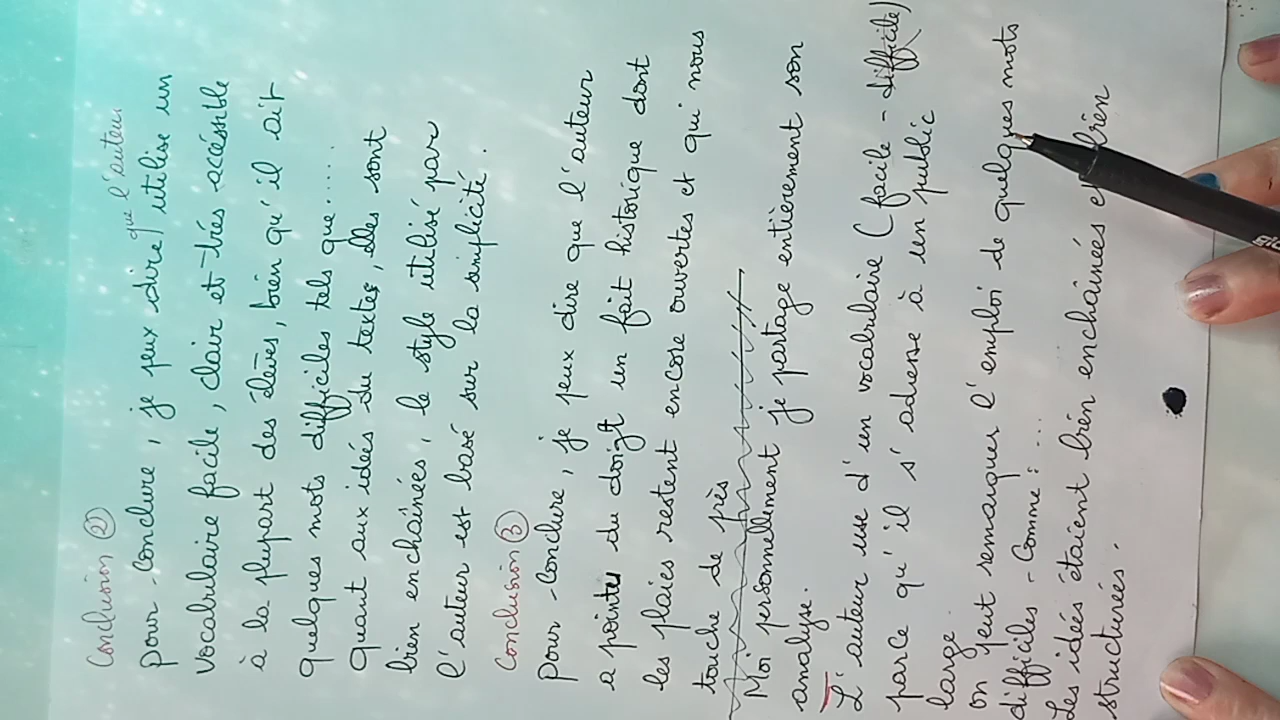 Conclusion ②
pour-conclure, je peux dire que l'auteur utilise un
vocabulaire facile, clair et très accéssible
à la plupart des élèves, bien qu'il ait
quelques mots difficiles tels que.....
quant aux idées du texte, elles sont
bien enchaînées, le style utilisé par
l'auteur est basé sur la simplicité.
Conclusion ③
pour-conclure, je peux dire que l'auteur
a pointé du doigt un fait historique dont
les plaies restent encore ouvertes et qui nous
touche de près
Moi personnellement je partage entièrement son
analyse.
L'auteur use d'un vocabulaire (facile - difficile)
parce qu'il s'adresse à un public
large.
on peut remarquer l'emploi de quelques mots
difficiles - Comme : ....
Les idées étaient bien enchainées et bien
structurées.